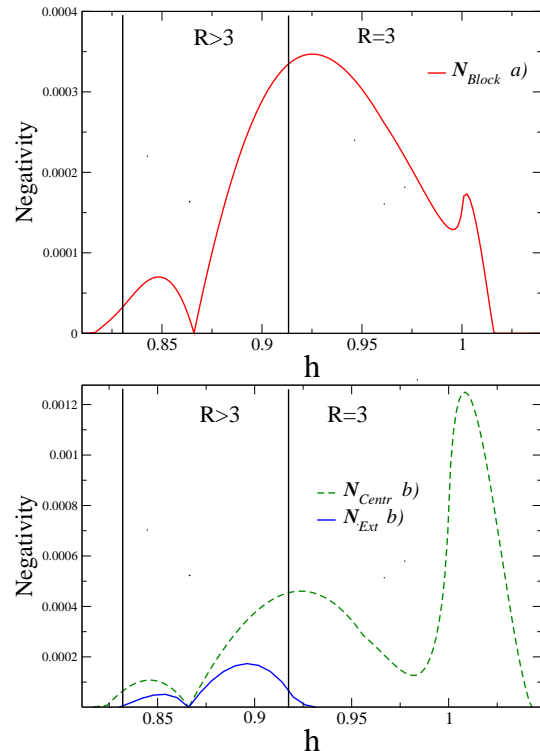 0.0004
R>3 R=3
N_Block a)
0.0003
Negativity
0.0002
0.0001
0
0.85 0.9 0.95 1
h
0.0012
R>3 R=3
0.001
0.0008
N_Centr b)
N_Ext b)
Negativity
0.0006
0.0004
0.0002
0.85 0.9 0.95 1
h